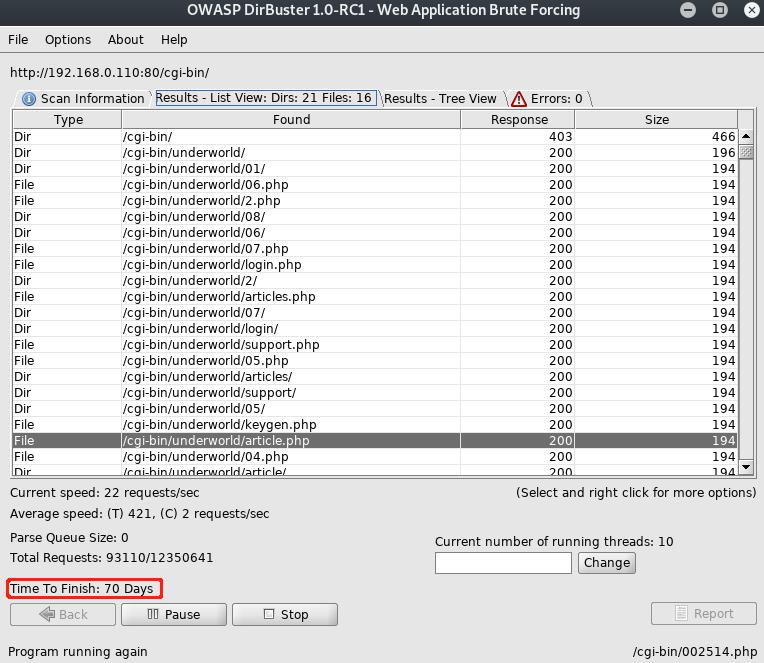 OWASP DirBuster 1.0-RC1 - Web Application Brute Forcing
File Options About Help
http://192.168.0.110:80/cgi-bin/
Scan Information Results - List View: Dirs: 21 Files: 16 Results - Tree View Errors: 0
Type Found Response Size
Dir /cgi-bin/ 403 466
Dir /cgi-bin/underworld/ 200 196
Dir /cgi-bin/underworld/01/ 200 194
File /cgi-bin/underworld/06.php 200 194
File /cgi-bin/underworld/2.php 200 194
Dir /cgi-bin/underworld/08/ 200 194
Dir /cgi-bin/underworld/06/ 200 194
File /cgi-bin/underworld/07.php 200 194
File /cgi-bin/underworld/login.php 200 194
Dir /cgi-bin/underworld/2/ 200 194
File /cgi-bin/underworld/articles.php 200 194
Dir /cgi-bin/underworld/07/ 200 194
Dir /cgi-bin/underworld/login/ 200 194
File /cgi-bin/underworld/support.php 200 194
File /cgi-bin/underworld/05.php 200 194
Dir /cgi-bin/underworld/articles/ 200 194
Dir /cgi-bin/underworld/support/ 200 194
Dir /cgi-bin/underworld/05/ 200 194
File /cgi-bin/underworld/keygen.php 200 194
File /cgi-bin/underworld/article.php 200 194
File /cgi-bin/underworld/04.php 200 194
Dir /cgi-bin/underworld/article/ 200 194
Current speed: 22 requests/sec (Select and right click for more options)
Average speed: (T) 421, (C) 2 requests/sec
Parse Queue Size: 0 Current number of running threads: 10
Total Requests: 93110/12350641
Change
Time To Finish: 70 Days
Back Pause Stop Report
Program running again /cgi-bin/002514.php